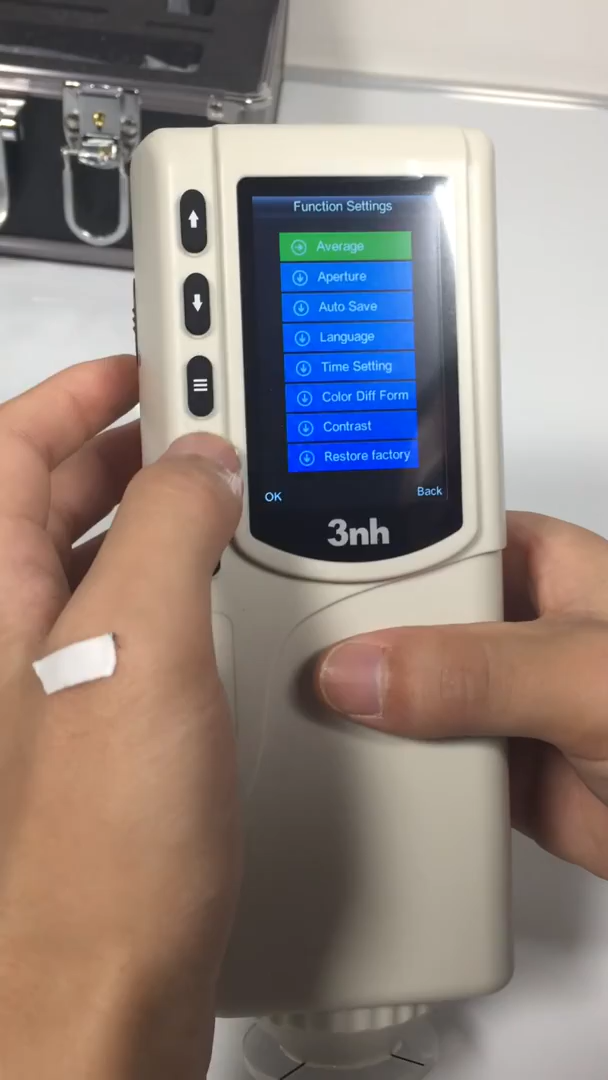 Function Settings
Average
Aperture
Auto Save
Language
Time Setting
Color Diff Form
Contrast
Restore factory
OK
Back
3nh